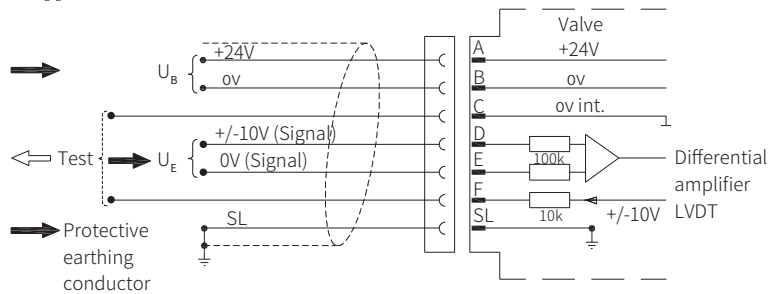 Valve
+24V
A
+24V
U_B
0v
B
0v
C
0v int.
+/-10V (Signal)
D
Test
U_E
0V (Signal)
100k
E
Differential
amplifier
LVDT
F
+/-10V
10k
SL
SL
Protective
earthing
conductor